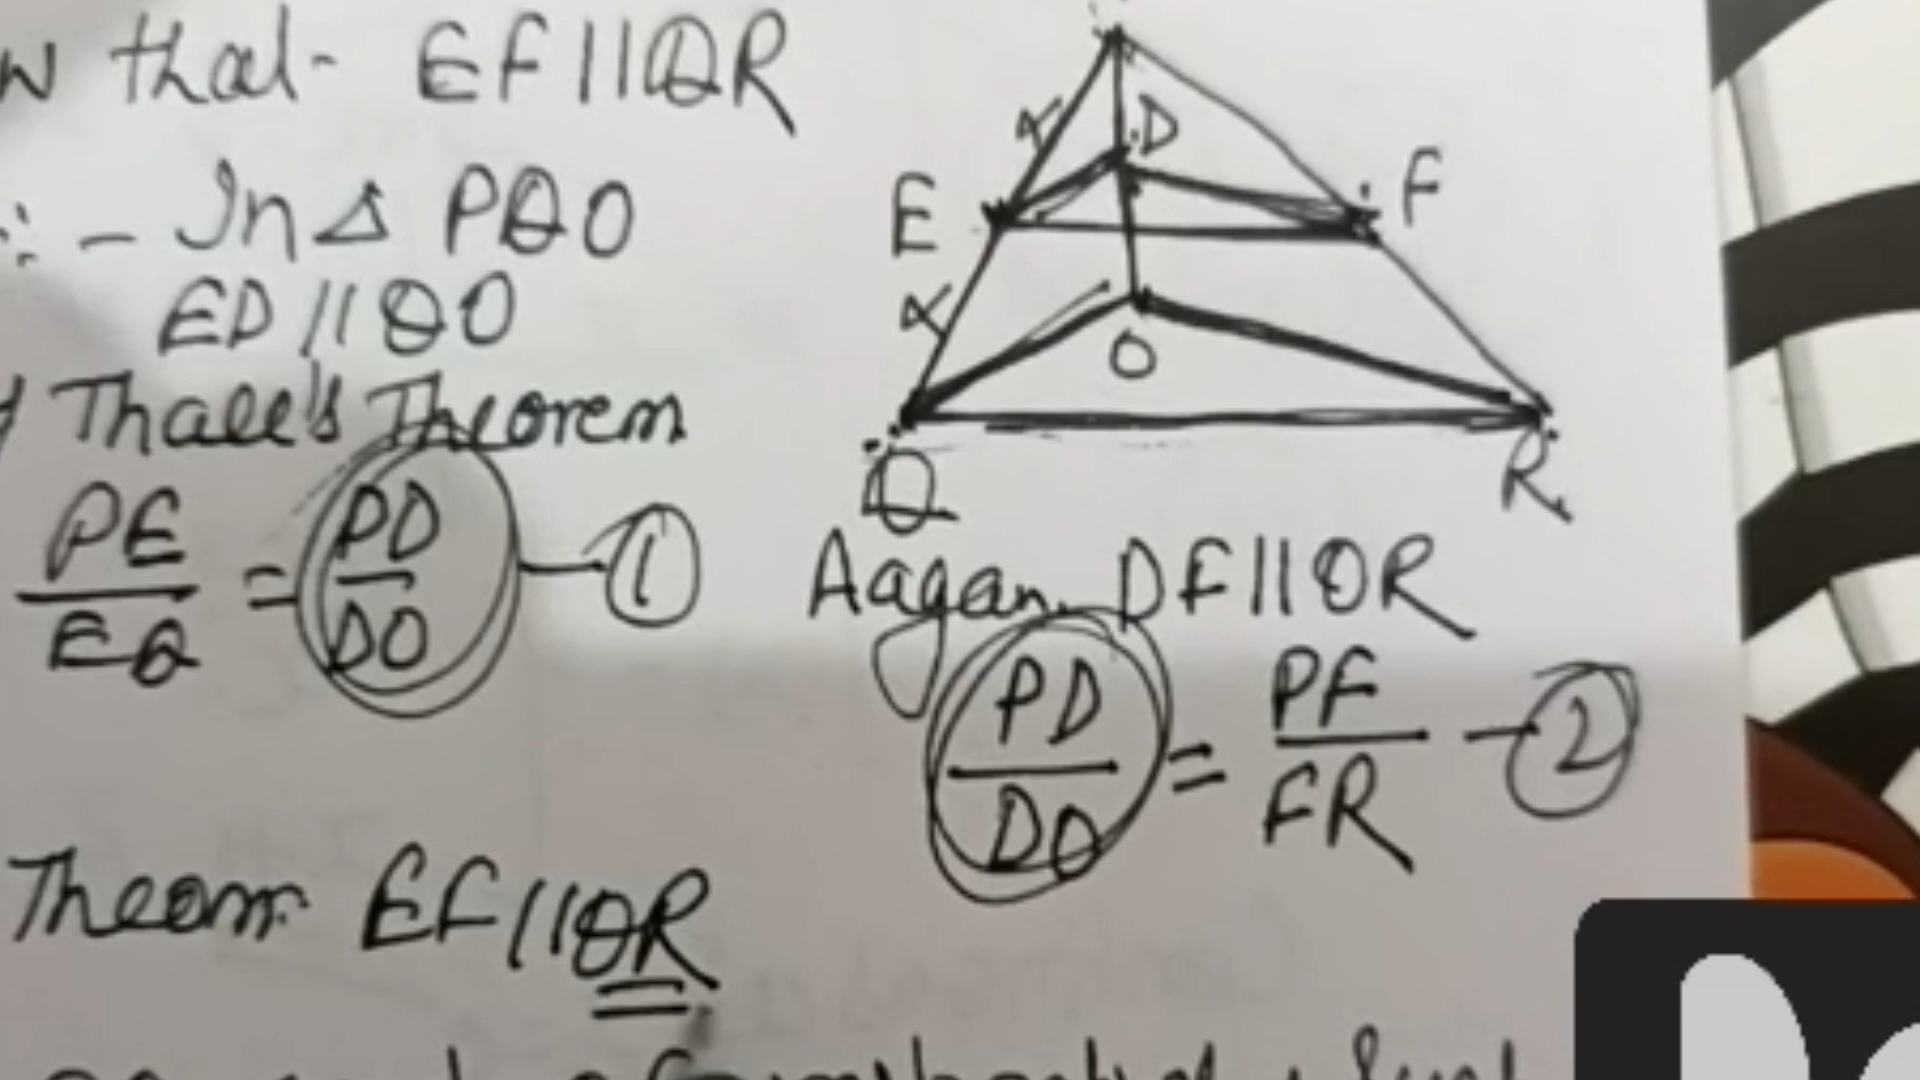 that- EF||QR
:- In Δ PQO
ED||QO
Thale's Theorem
PE/EQ = PD/DO - ①
D
E
F
O
Q
R
Aagan DF||OR
PD/DO = PF/FR - ②
Theorm EF||QR